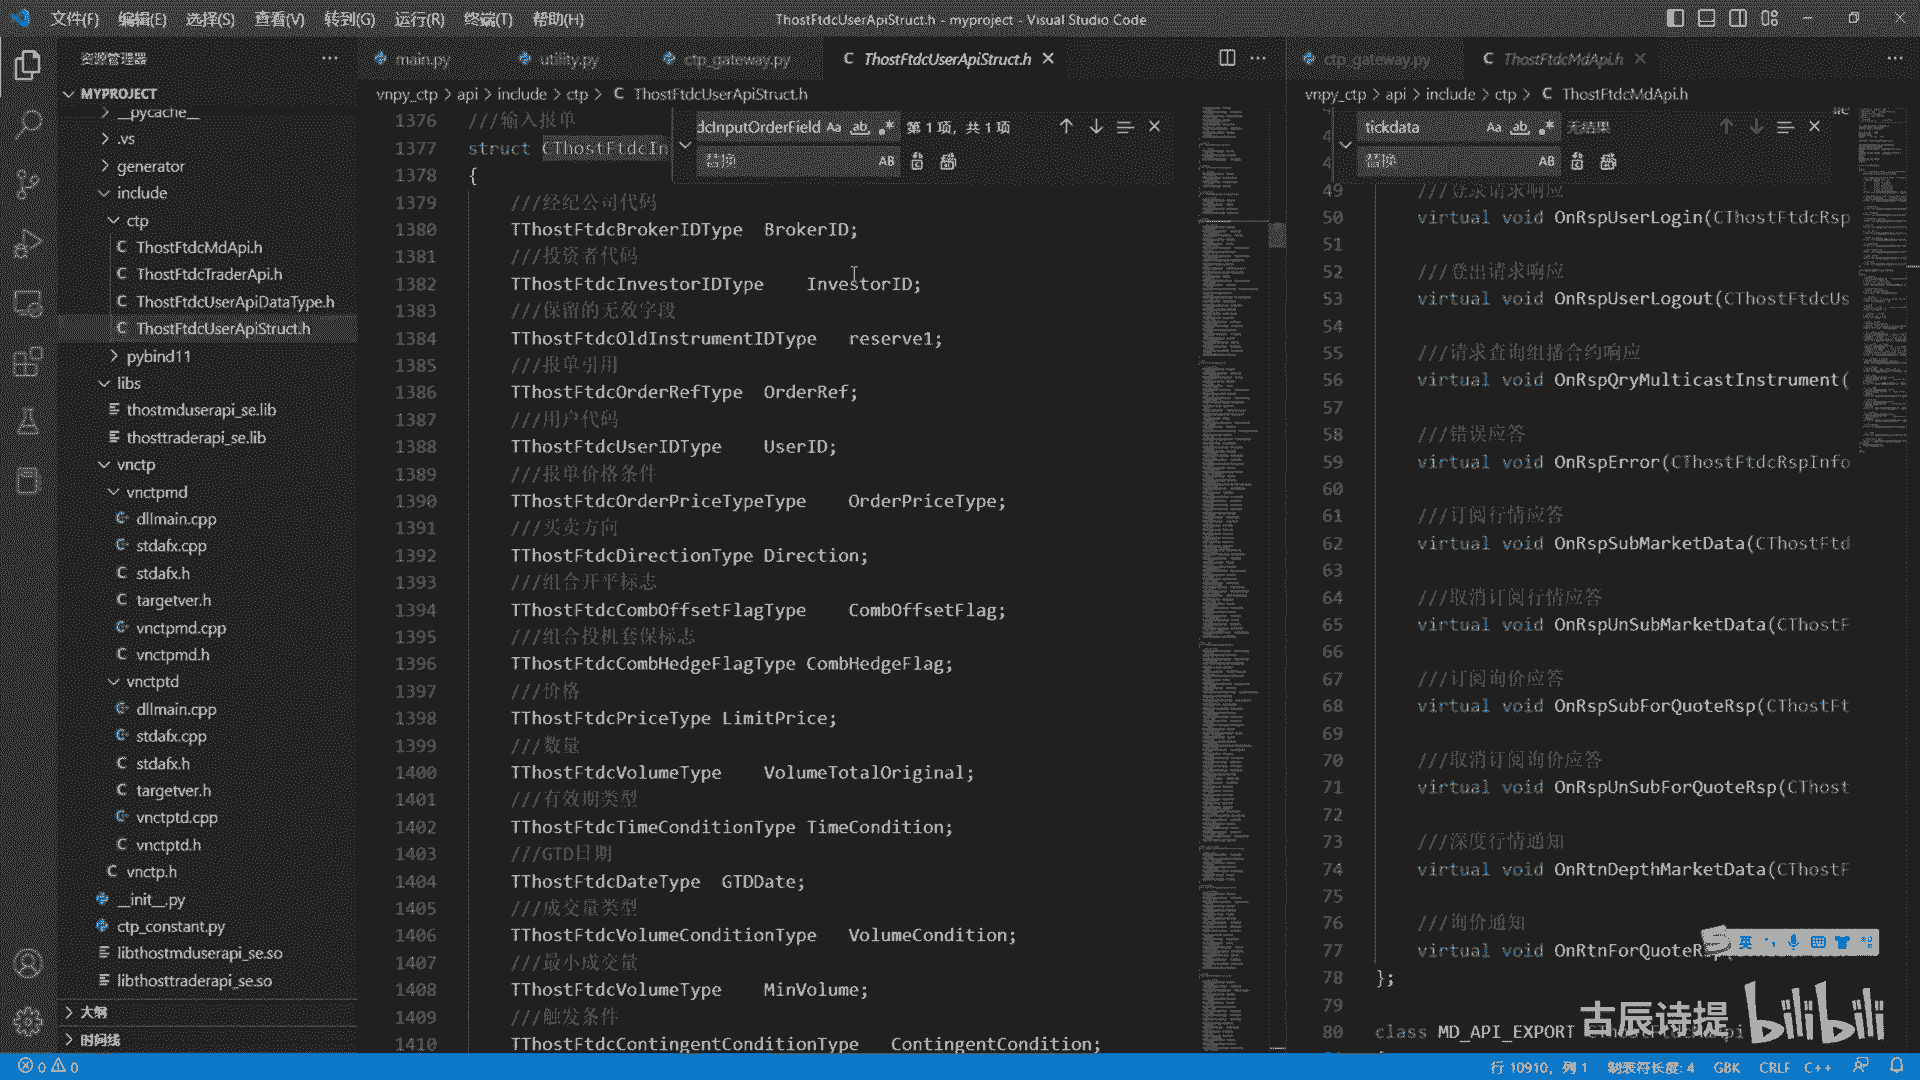 文件(F) 编辑(E) 选择(S) 查看(V) 转到(G) 运行(R) 终端(T) 帮助(H)
ThostFtdcUserApiStruct.h - myproject - Visual Studio Code
资源管理器
MYPROJECT
__pycache__
.vs
generator
include
ctp
ThostFtdcMdApi.h
ThostFtdcTraderApi.h
ThostFtdcUserApiDataType.h
ThostFtdcUserApiStruct.h
pybind11
libs
thostmduserapi_se.lib
thosttraderapi_se.lib
vnctp
vnctpmd
dllmain.cpp
stdafx.cpp
stdafx.h
targetver.h
vnctpmd.cpp
vnctpmd.h
vnctptd
dllmain.cpp
stdafx.cpp
stdafx.h
targetver.h
vnctptd.cpp
vnctptd.h
vnctp.h
__init__.py
ctp_constant.py
libthostmduserapi_se.so
libthosttraderapi_se.so
大纲
时间线
main.py utility.py ctp_gateway.py C ThostFtdcUserApiStruct.h
vnpy_ctp > api > include > ctp > C ThostFtdcUserApiStruct.h
dcInputOrderField Aa ab 第 1 项，共 1 项
替换 AB
1376 ///输入报单
1377 struct CThostFtdcIn
1378 {
1379 ///经纪公司代码
1380 TThostFtdcBrokerIDType BrokerID;
1381 ///投资者代码
1382 TThostFtdcInvestorIDType InvestorID;
1383 ///保留的无效字段
1384 TThostFtdcOldInstrumentIDType reserve1;
1385 ///报单引用
1386 TThostFtdcOrderRefType OrderRef;
1387 ///用户代码
1388 TThostFtdcUserIDType UserID;
1389 ///报单价格条件
1390 TThostFtdcOrderPriceTypeType OrderPriceType;
1391 ///买卖方向
1392 TThostFtdcDirectionType Direction;
1393 ///组合开平标志
1394 TThostFtdcCombOffsetFlagType CombOffsetFlag;
1395 ///组合投机套保标志
1396 TThostFtdcCombHedgeFlagType CombHedgeFlag;
1397 ///价格
1398 TThostFtdcPriceType LimitPrice;
1399 ///数量
1400 TThostFtdcVolumeType VolumeTotalOriginal;
1401 ///有效期类型
1402 TThostFtdcTimeConditionType TimeCondition;
1403 ///GTD日期
1404 TThostFtdcDateType GTDDate;
1405 ///成交量类型
1406 TThostFtdcVolumeConditionType VolumeCondition;
1407 ///最小成交量
1408 TThostFtdcVolumeType MinVolume;
1409 ///触发条件
1410 TThostFtdcContingentConditionType ContingentCondition;
ctp_gateway.py C ThostFtdcMdApi.h
vnpy_ctp > api > include > ctp > C ThostFtdcMdApi.h
tickdata Aa ab 无结果
替换 AB
49 ///登录请求响应
50 virtual void OnRspUserLogin(CThostFtdcRsp
51
52 ///登出请求响应
53 virtual void OnRspUserLogout(CThostFtdcUs
54
55 ///请求查询组播合约响应
56 virtual void OnRspQryMulticastInstrument(
57
58 ///错误应答
59 virtual void OnRspError(CThostFtdcRspInfo
60
61 ///订阅行情应答
62 virtual void OnRspSubMarketData(CThostFtd
63
64 ///取消订阅行情应答
65 virtual void OnRspUnSubMarketData(CThostF
66
67 ///订阅询价应答
68 virtual void OnRspSubForQuoteRsp(CThostFt
69
70 ///取消订阅询价应答
71 virtual void OnRspUnSubForQuoteRsp(CThost
72
73 ///深度行情通知
74 virtual void OnRtnDepthMarketData(CThostF
75
76 ///询价通知
77 virtual void OnRtnForQuoteRsp(
78 };
79
80 class MD_API_EXPORT CThostFtdcMdApi
英
古辰诗提 bilibili
0 0
行 10910，列 1 制表符长度: 4 GBK CRLF C++